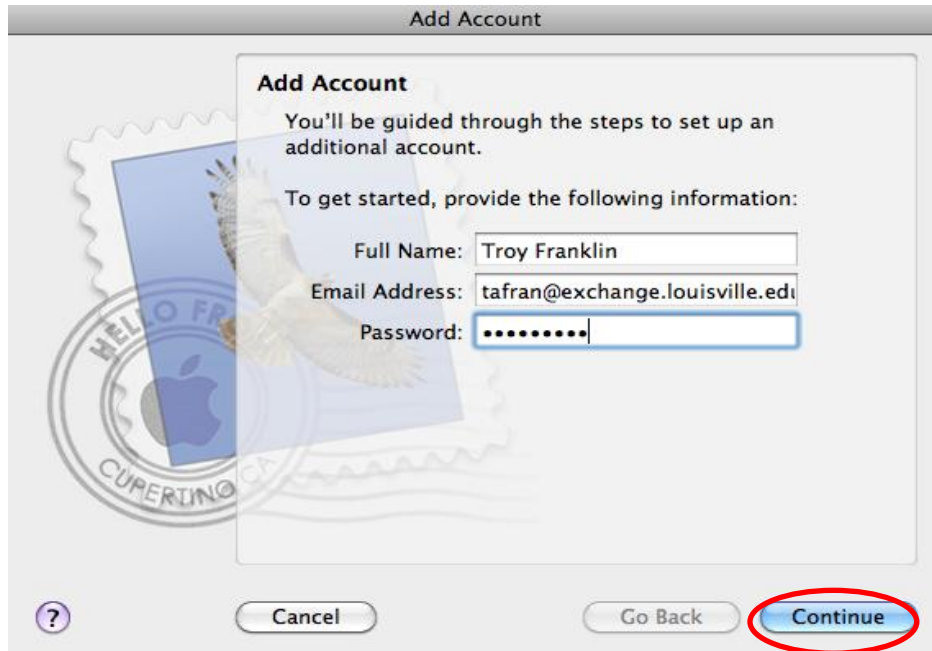 Add Account
Add Account
You'll be guided through the steps to set up an
additional account.
To get started, provide the following information:
Full Name: Troy Franklin
Email Address: tafran@exchange.louisville.edu
Password: •••••••••
HELLO FR
CUPERTINO CA
?
Cancel
Go Back
Continue